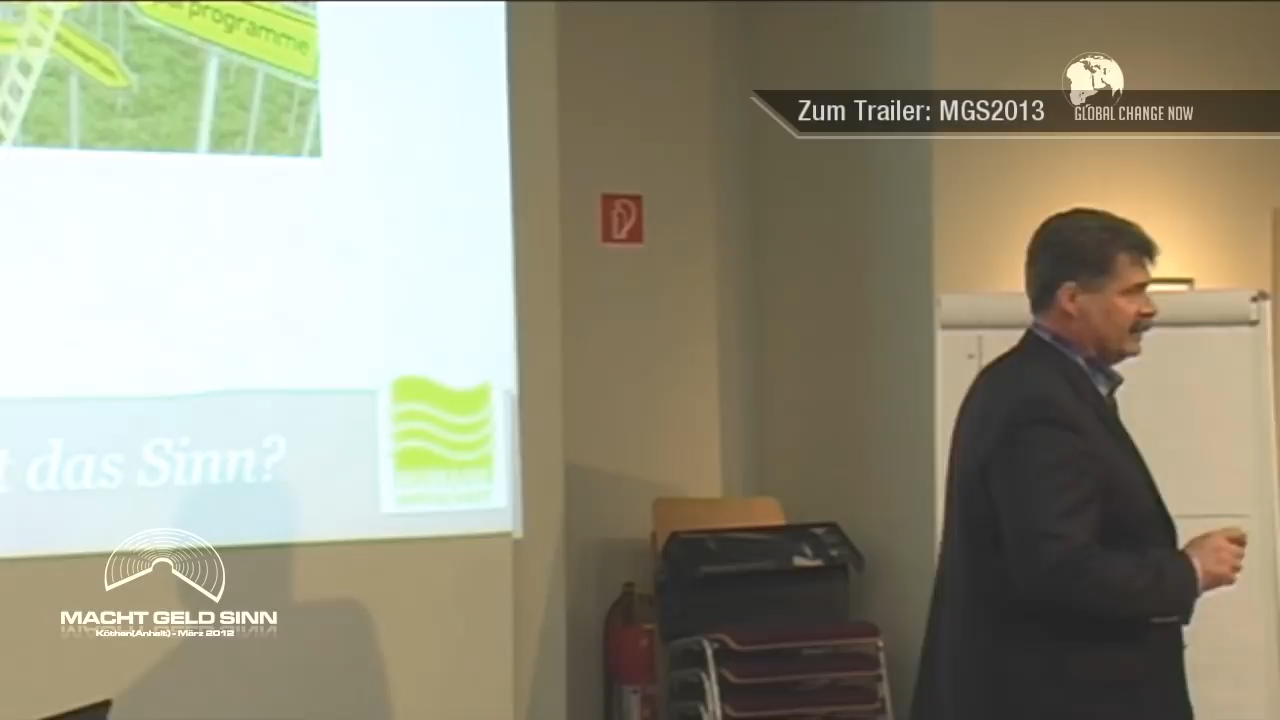 programme
Zum Trailer: MGS2013
GLOBAL CHANGE NOW
das Sinn?
MACHT GELD SINN
Köthen(Anhalt) - März 2012